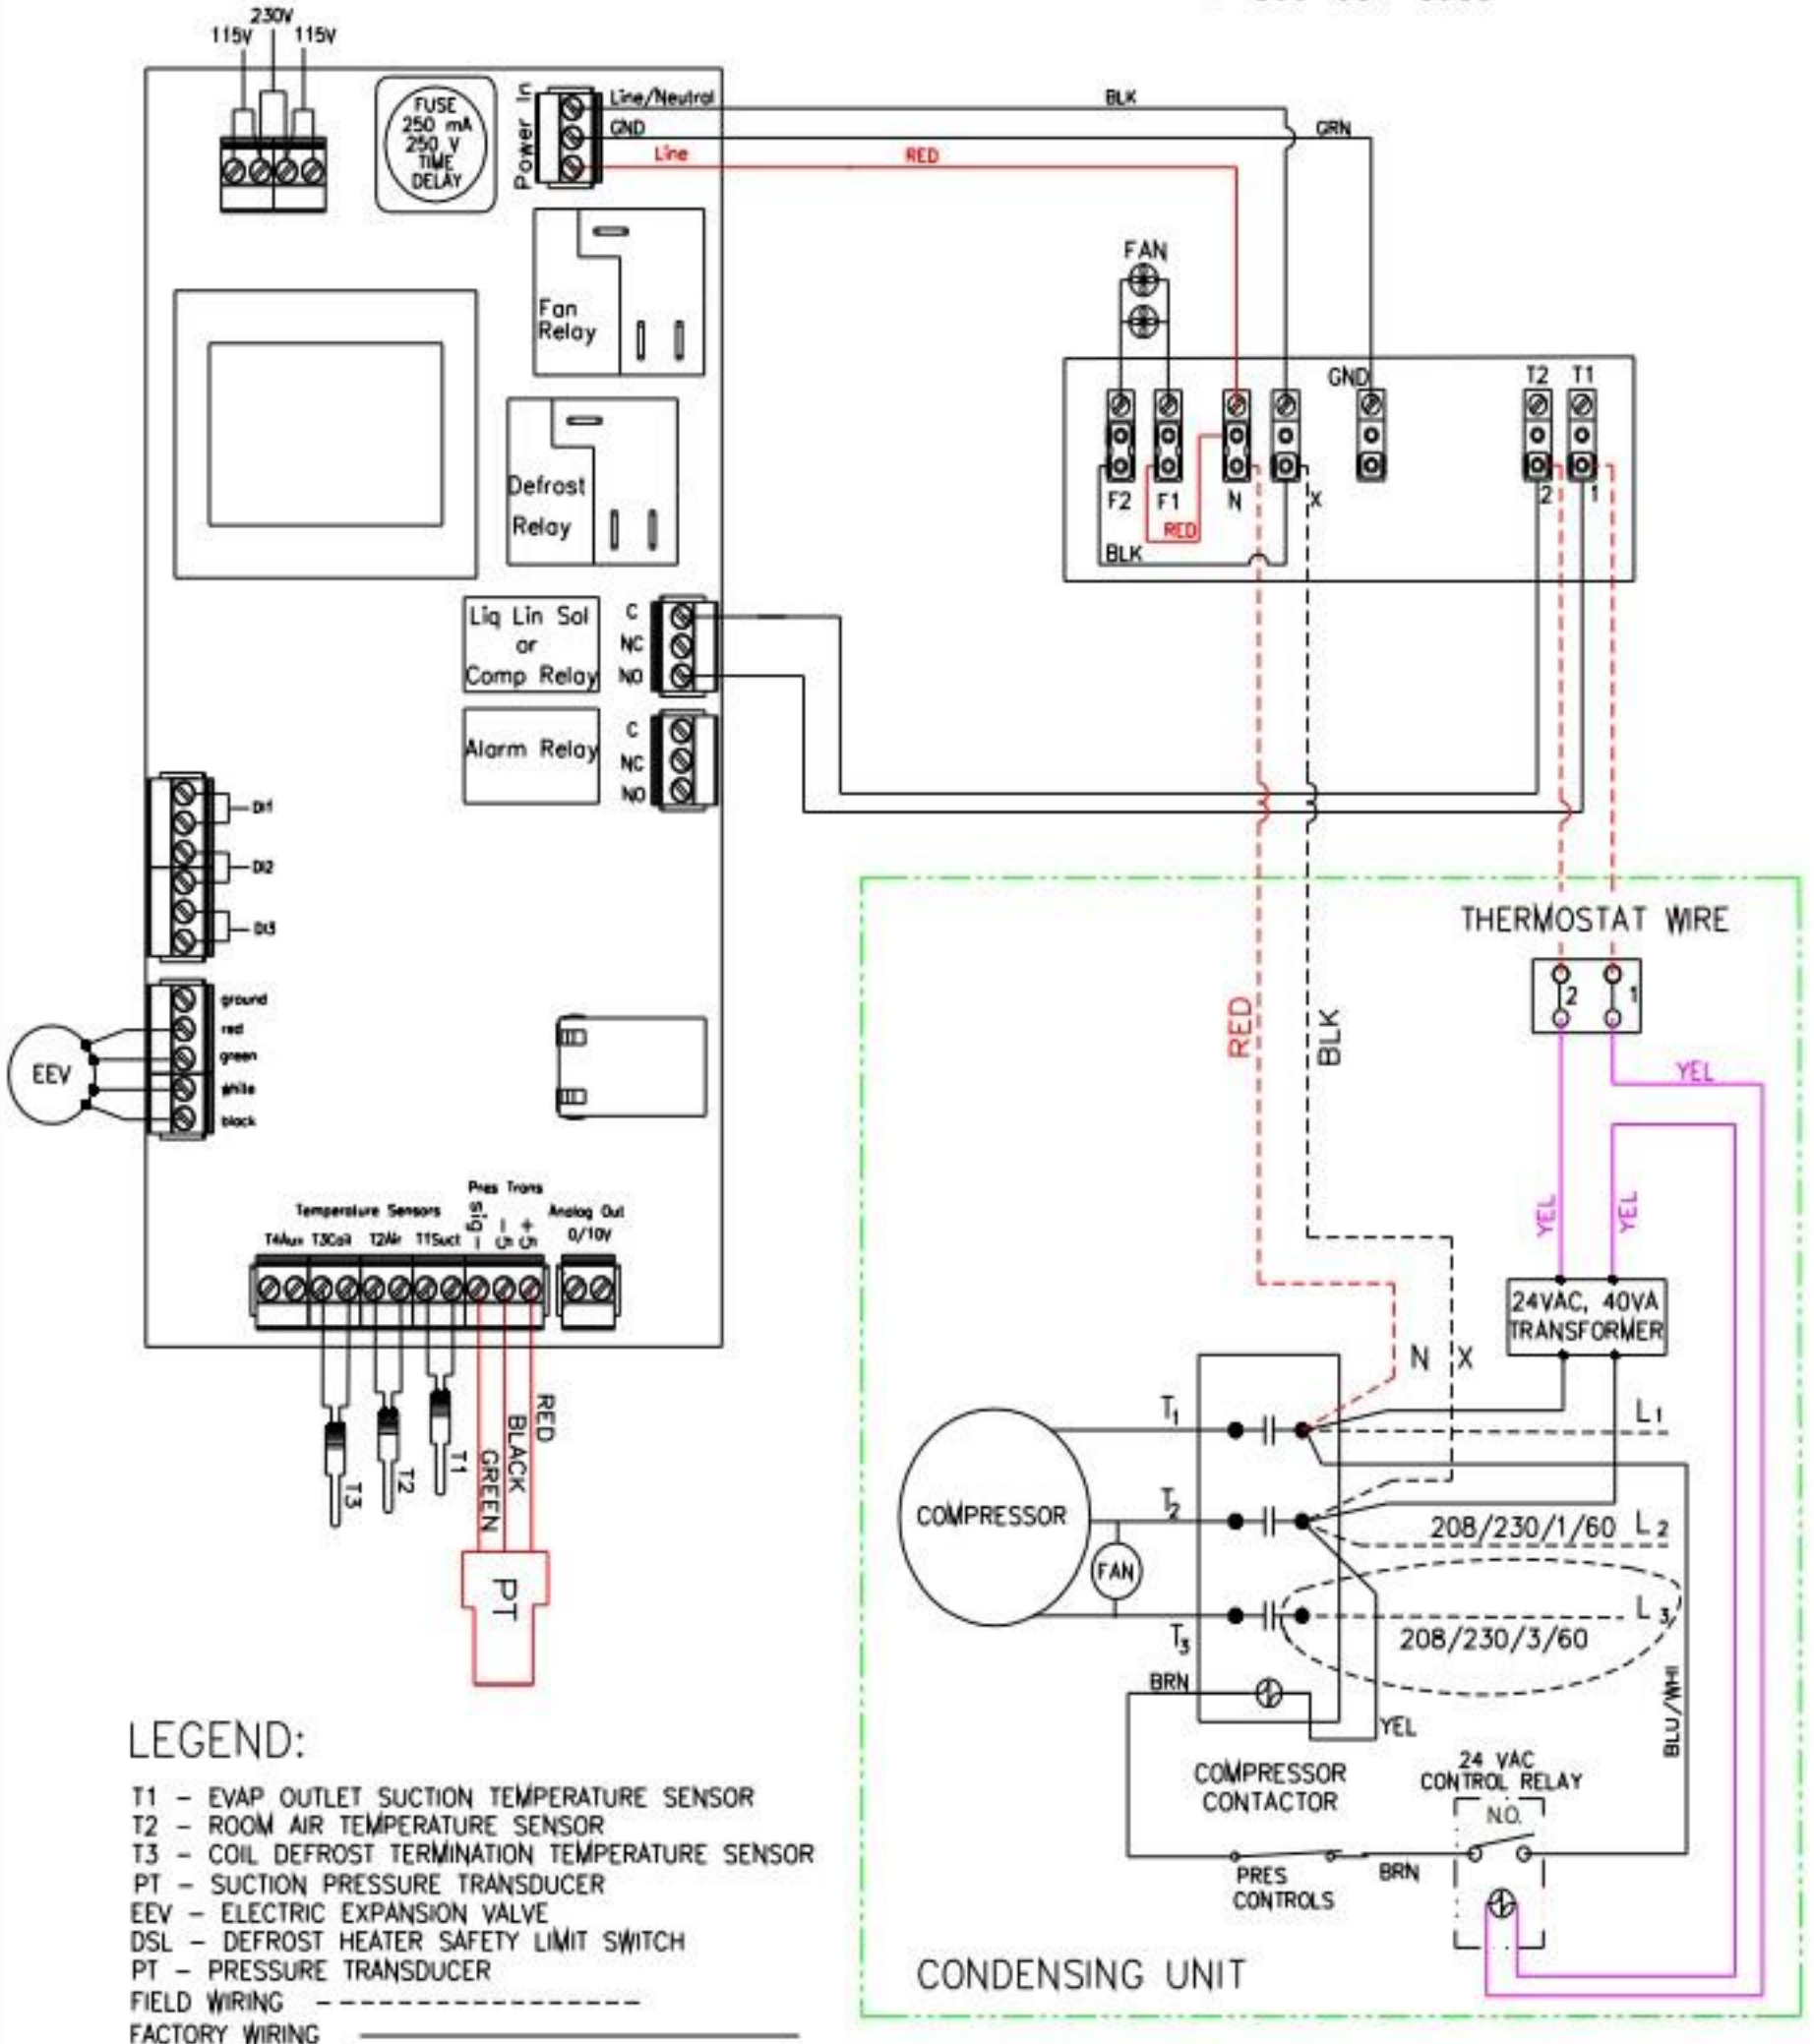 230V
115V 115V
FUSE
250 mA
250 V
TIME
DELAY
Power In
Line/Neutral
GND
Line
BLK
GRN
RED
Fan
Relay
Defrost
Relay
FAN
GND
T2 T1
F2 F1 N X 2 1
RED
BLK
Liq Lin Sol
or
Comp Relay
C
NC
NO
Alarm Relay
C
NC
NO
DI1
DI2
DI3
ground
red
green
white
black
EEV
Temperature Sensors
T4Aux T3Coil T2Air T1Suct
Pres Trans
sig-
-5
+5
Analog Out
0/10V
T3
T2
T1
GREEN
BLACK
RED
PT
THERMOSTAT WIRE
2 1
RED
BLK
YEL
YEL
YEL
24VAC, 40VA
TRANSFORMER
N X
T1
L1
COMPRESSOR
T2
208/230/1/60 L2
FAN
L3
T3
208/230/3/60
BRN
YEL
BLU/WHI
COMPRESSOR
CONTACTOR
24 VAC
CONTROL RELAY
N.O.
PRES
CONTROLS
BRN
CONDENSING UNIT
LEGEND:
T1 - EVAP OUTLET SUCTION TEMPERATURE SENSOR
T2 - ROOM AIR TEMPERATURE SENSOR
T3 - COIL DEFROST TERMINATION TEMPERATURE SENSOR
PT - SUCTION PRESSURE TRANSDUCER
EEV - ELECTRIC EXPANSION VALVE
DSL - DEFROST HEATER SAFETY LIMIT SWITCH
PT - PRESSURE TRANSDUCER
FIELD WIRING
FACTORY WIRING